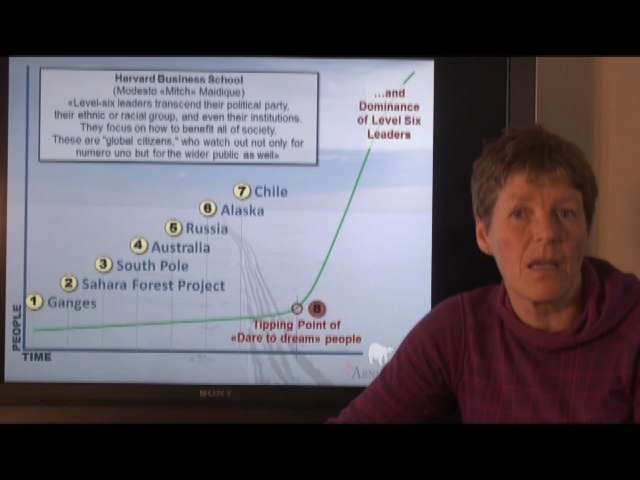 Harvard Business School
(Modesto «Mitch» Maidique)
«Level-six leaders transcend their political party,
their ethnic or racial group, and even their institutions.
They focus on how to benefit all of society.
These are "global citizens," who watch out not only for
numero uno but for the wider public as well»
...and
Dominance
of Level Six
Leaders
7 Chile
6 Alaska
5 Russia
4 Australia
3 South Pole
2 Sahara Forest Project
1 Ganges
8
Tipping Point of
«Dare to dream» people
PEOPLE
TIME
SONY